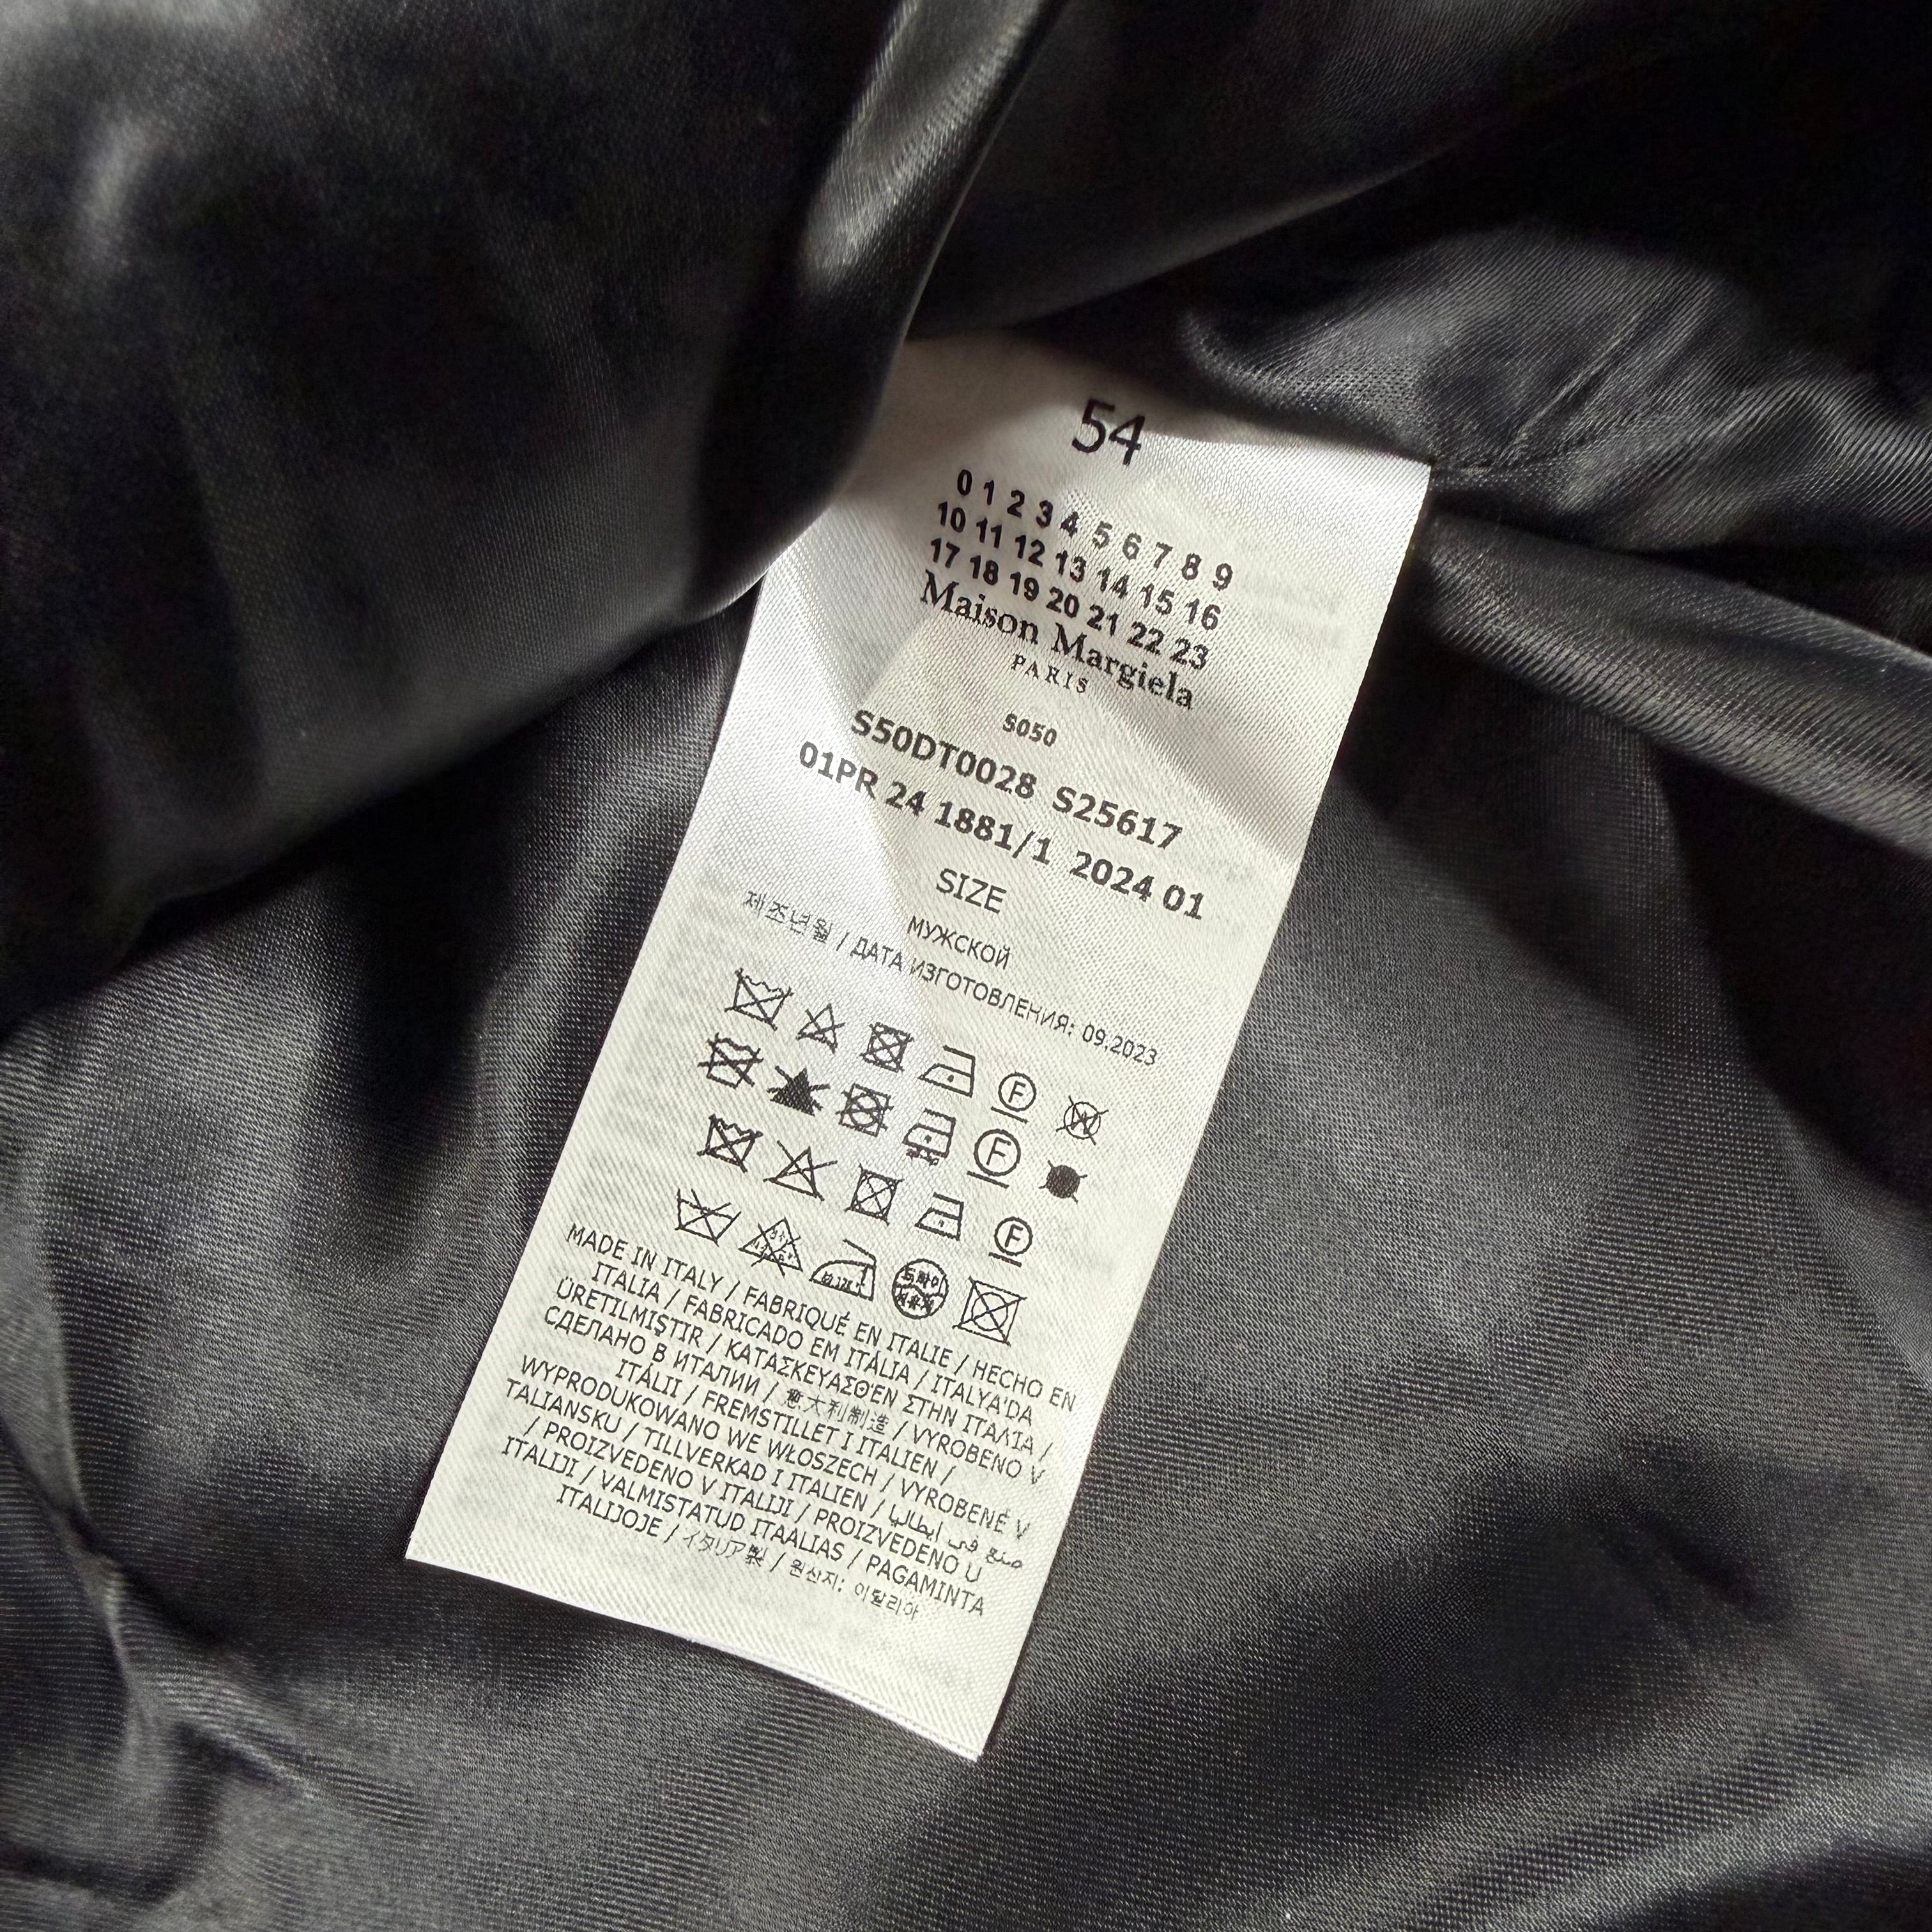 54
0 1 2 3 4 5 6 7 8 9
10 11 12 13 14 15 16
17 18 19 20 21 22 23
Maison Margiela
PARIS
S050
S50DT0028 S25617
01PR 24 1881/1 2024 01
SIZE
МУЖСКОЙ
제조년월 / ДАТА ИЗГОТОВЛЕНИЯ: 09.2023
F W
F
F
MADE IN ITALY / FABRIQUÉ EN ITALIE / HECHO EN
ITALIA / FABRICADO EM ITÁLIA / ITALYA'DA
ÜRETILMIŞTIR / ΚΑΤΑΣΚΕΥΑΣΘΈΝ ΣΤΗΝ ΙΤΑΛΊΑ /
СДЕЛАНО В ИТАЛИИ / 意大利制造 / VYROBENO V
ITÁLII / FREMSTILLET I ITALIEN /
WYPRODUKOWANO WE WŁOSZECH / VYROBENÉ V
TALIANSKU / TILLVERKAD I ITALIEN / صنع في إيطاليا
/ PROIZVEDENO V ITALIJI / PROIZVEDENO U
ITALIJI / VALMISTATUD ITAALIAS / PAGAMINTA
ITALIJOJE / イタリア製 / 원산지: 이탈리아